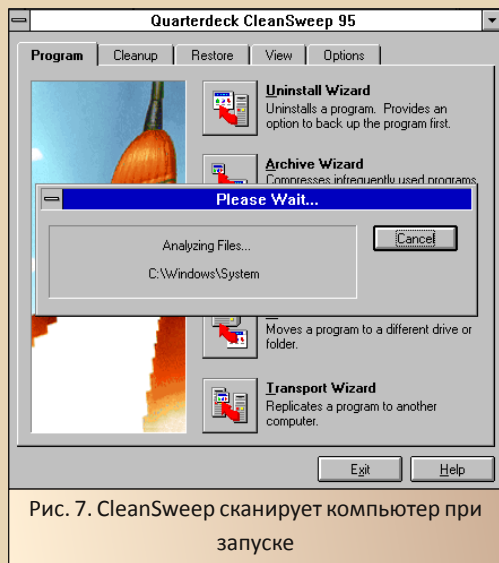 Quarterdeck CleanSweep 95
Program Cleanup Restore View Options
Uninstall Wizard
Uninstalls a program. Provides an
option to back up the program first.
Archive Wizard
Compresses infrequently used programs
Please Wait...
Analyzing Files...
C:\Windows\System
Cancel
Moves a program to a different drive or
folder.
Transport Wizard
Replicates a program to another
computer.
Exit Help
Рис. 7. CleanSweep сканирует компьютер при
запуске